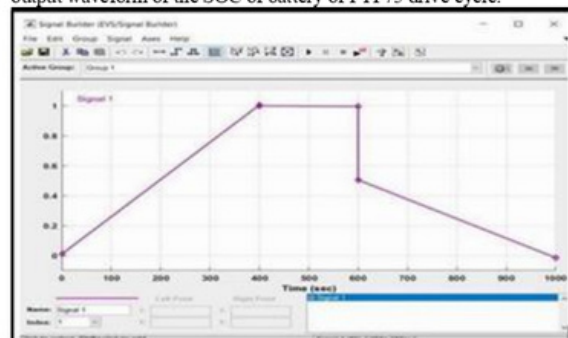 output waveform of the SOC of battery of FTP75 drive cycle.
Signal Builder (EVS/Signal Builder)
File Edit Group Signal Axes Help
Active Group: Group 1
Signal 1
1
0.8
0.6
0.4
0.2
0
0 100 200 300 400 500 600 700 800 900 1000
Time (sec)
Left Point Right Point
Name: Signal 1
Index: 1
Signal 1